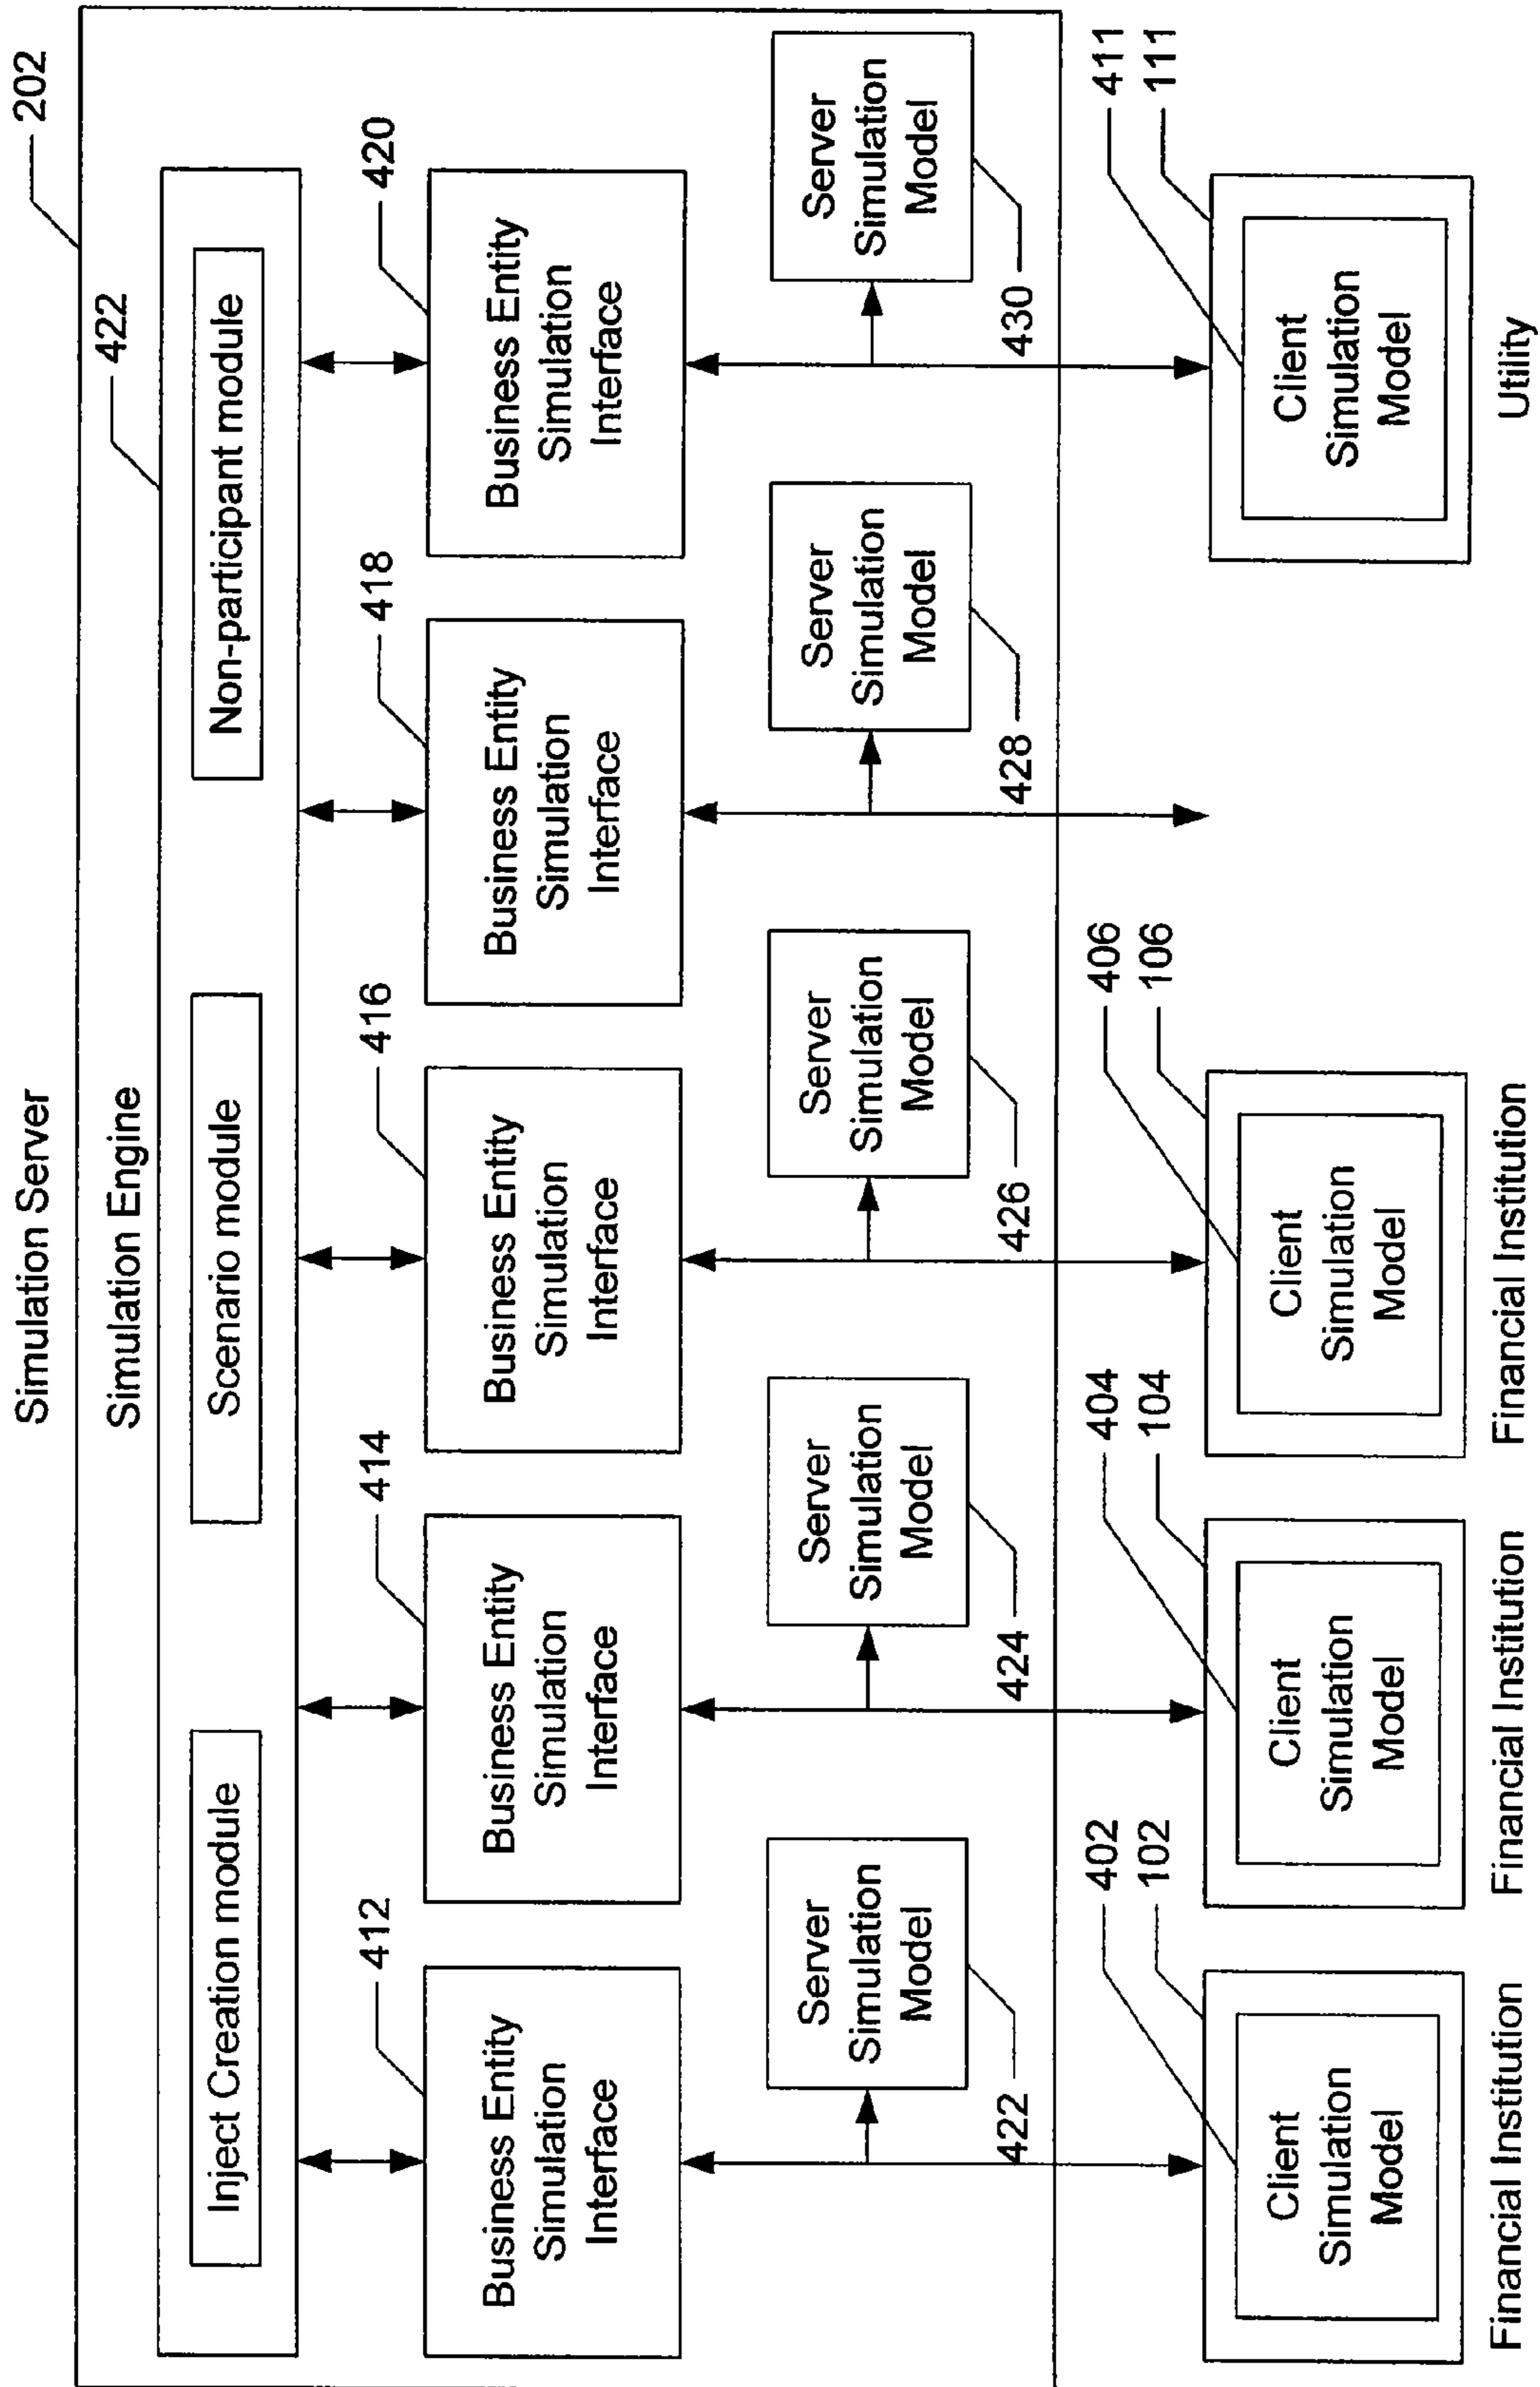 Simulation Server
202
Simulation Engine
422
Inject Creation module
Scenario module
Non-participant module
412
414
416
418
420
Business Entity
Simulation
Interface
Business Entity
Simulation
Interface
Business Entity
Simulation
Interface
Business Entity
Simulation
Interface
Business Entity
Simulation
Interface
Server
Simulation
Model
Server
Simulation
Model
Server
Simulation
Model
Server
Simulation
Model
Server
Simulation
Model
422
424
426
428
430
402
102
404
104
406
106
411
111
Client
Simulation
Model
Client
Simulation
Model
Client
Simulation
Model
Client
Simulation
Model
Financial Institution
Financial Institution
Financial Institution
Utility